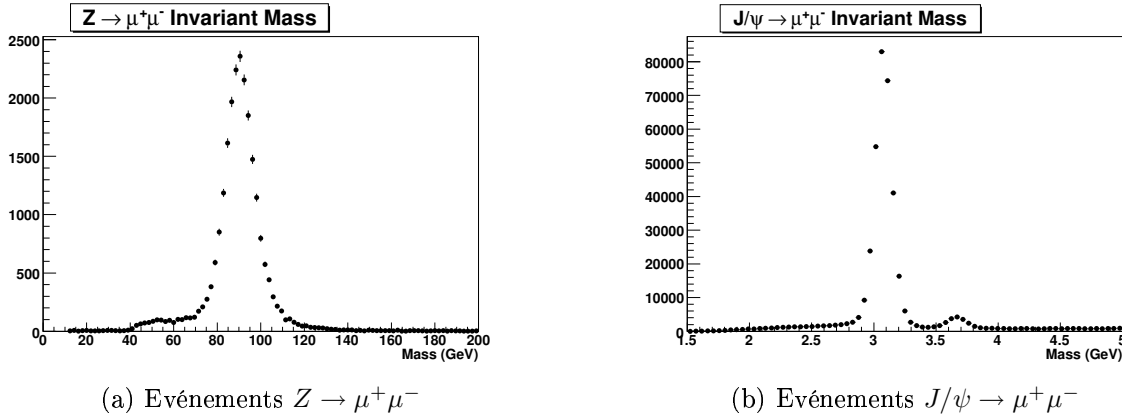 Z → μ⁺μ⁻ Invariant Mass
2500
2000
1500
1000
500
0
0 20 40 60 80 100 120 140 160 180 200
Mass (GeV)
(a) Evénements Z → μ⁺μ⁻
J/ψ → μ⁺μ⁻ Invariant Mass
80000
70000
60000
50000
40000
30000
20000
10000
0
1.5 2 2.5 3 3.5 4 4.5 5
Mass (GeV)
(b) Evénements J/ψ → μ⁺μ⁻